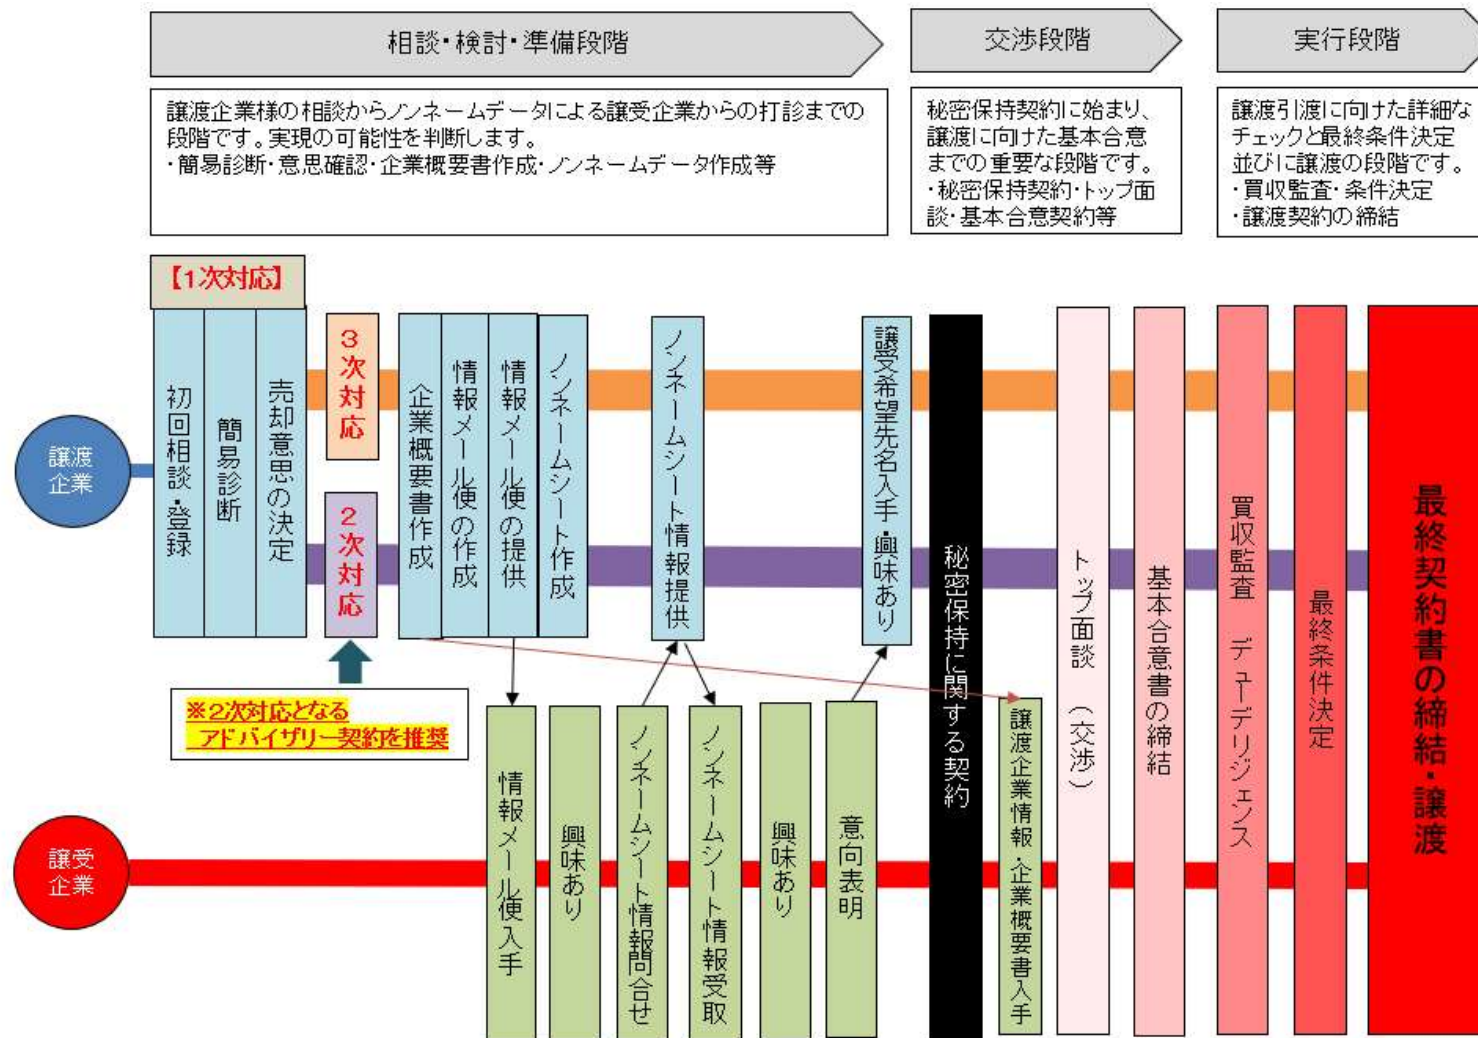 相談・検討・準備段階
交渉段階
実行段階
譲渡企業様の相談からノンネームデータによる譲受企業からの打診までの
段階です。実現の可能性を判断します。
・簡易診断・意思確認・企業概要書作成・ノンネームデータ作成等
秘密保持契約に始まり、
譲渡に向けた基本合意
までの重要な段階です。
・秘密保持契約・トップ面
談・基本合意契約等
譲渡引渡に向けた詳細な
チェックと最終条件決定
並びに譲渡の段階です。
・買収監査・条件決定
・譲渡契約の締結
【1次対応】
初回相談・登録
簡易診断
売却意思の決定
3次対応
2次対応
企業概要書作成
情報メール便の作成
情報メール便の提供
ノンネームシート作成
ノンネームシート情報提供
譲受希望先名入手・興味あり
秘密保持に関する契約
トップ面談（交渉）
基本合意書の締結
買収監査 デューデリジェンス
最終条件決定
最終契約書の締結・譲渡
譲渡
企業
※2次対応となる
アドバイザリー契約を推奨
譲受
企業
情報メール便入手
興味あり
ノンネームシート情報問合せ
ノンネームシート情報受取
興味あり
意向表明
譲渡企業情報・企業概要書入手